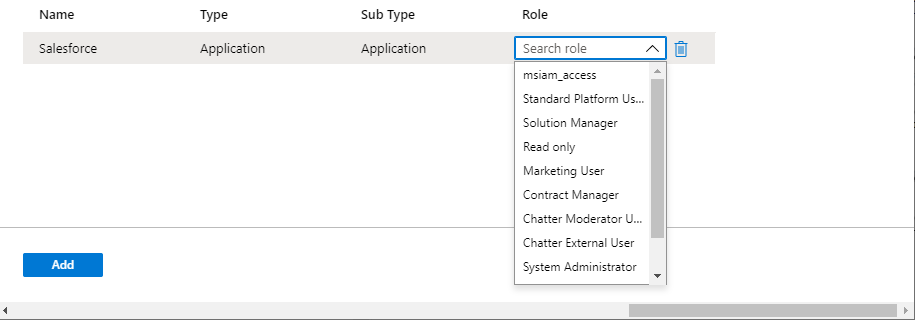 Name Type Sub Type Role
Salesforce Application Application Search role
msiam_access
Standard Platform Us...
Solution Manager
Read only
Marketing User
Contract Manager
Chatter Moderator U...
Chatter External User
Add
System Administrator